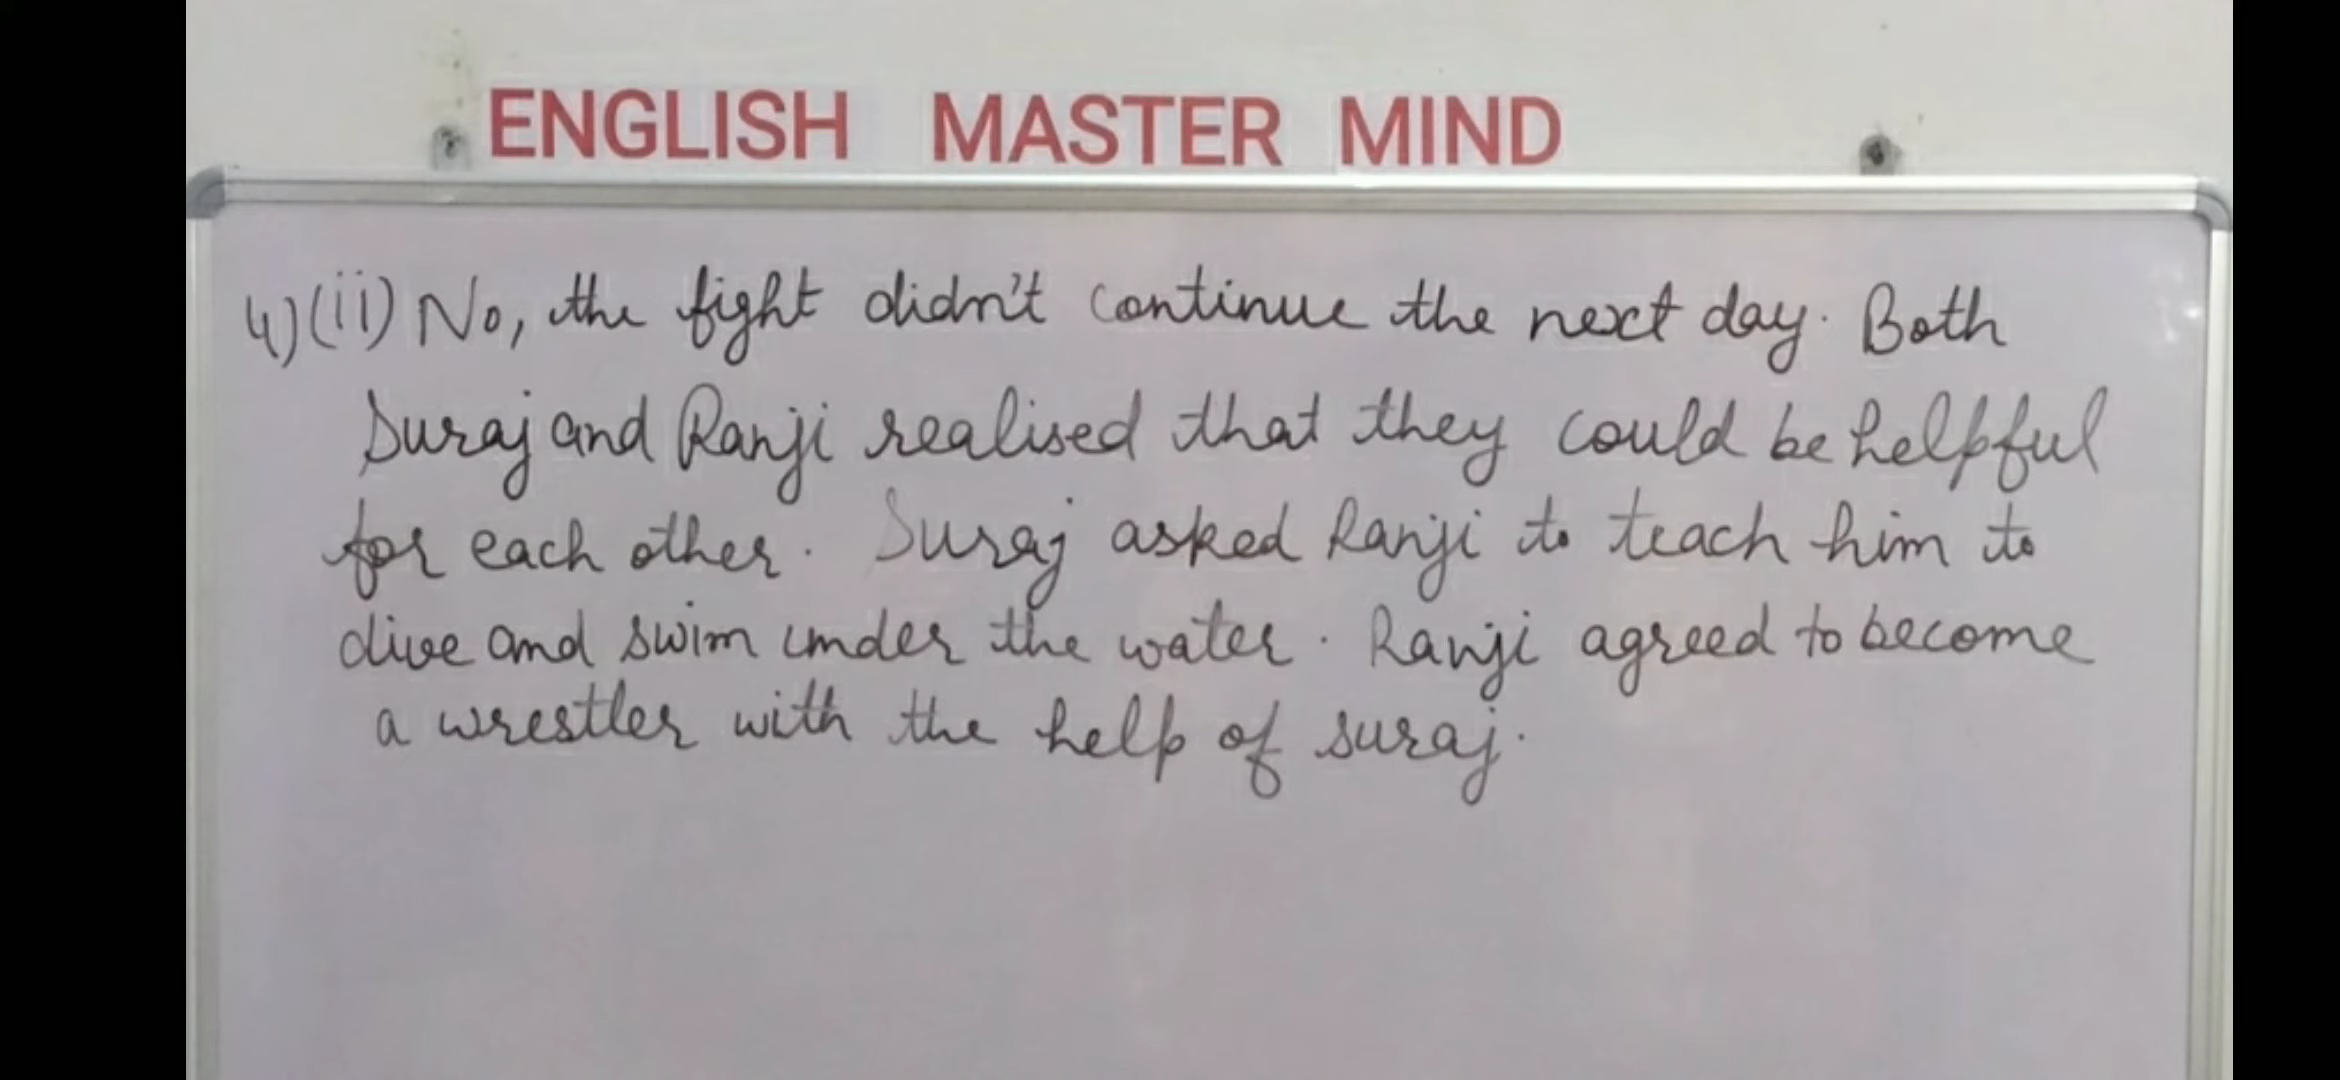 ENGLISH MASTER MIND
4)(ii) No, the fight didn't continue the next day. Both
Suraj and Ranji realised that they could be helpful
for each other. Suraj asked Ranji to teach him to
dive and swim under the water. Ranji agreed to become
a wrestler with the help of suraj.